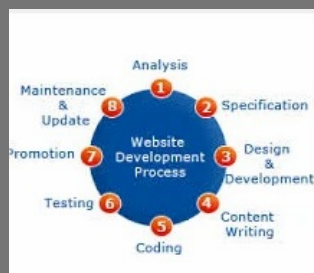 Analysis
1
2
Specification
3
Design
&
Development
4
Content
Writing
5
Coding
6
Testing
7
Promotion
8
Maintenance
&
Update
Website
Development
Process